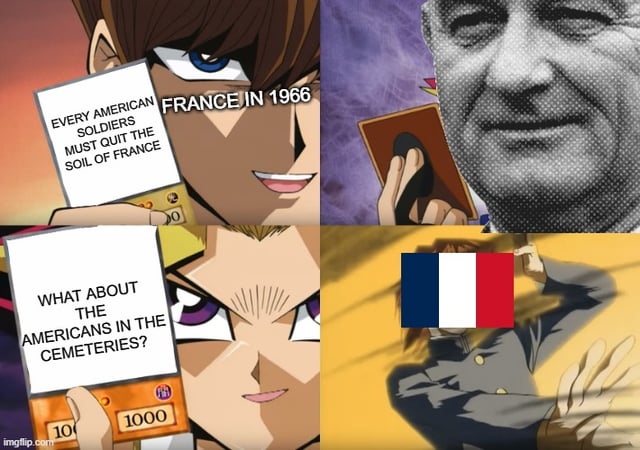 EVERY AMERICAN
SOLDIERS
MUST QUIT THE
SOIL OF FRANCE
FRANCE IN 1966
WHAT ABOUT
THE
AMERICANS IN THE
CEMETERIES?
1000
imgflip.com